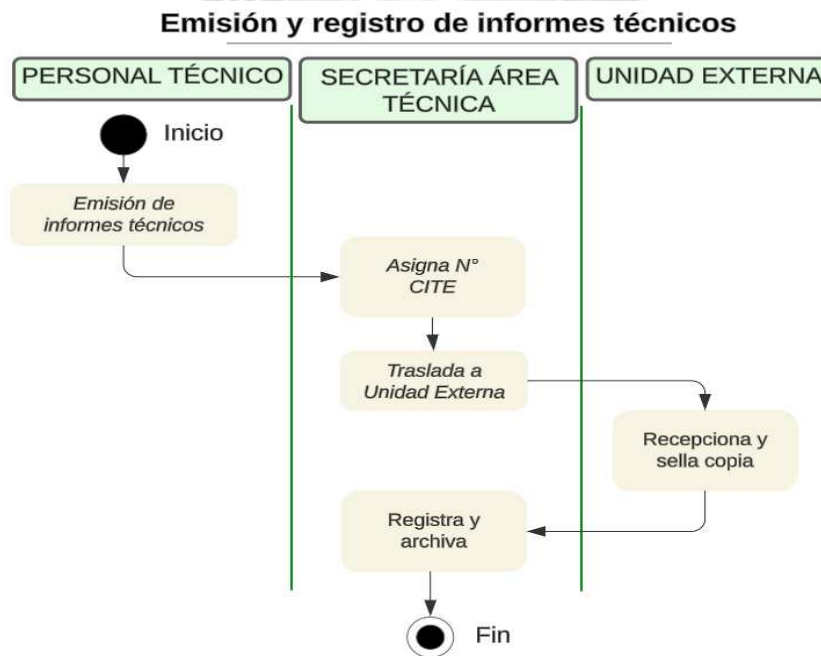 Emisión y registro de informes técnicos
PERSONAL TÉCNICO
SECRETARÍA ÁREA
TÉCNICA
UNIDAD EXTERNA
Inicio
Emisión de
informes técnicos
Asigna N°
CITE
Traslada a
Unidad Externa
Recepciona y
sella copia
Registra y
archiva
Fin